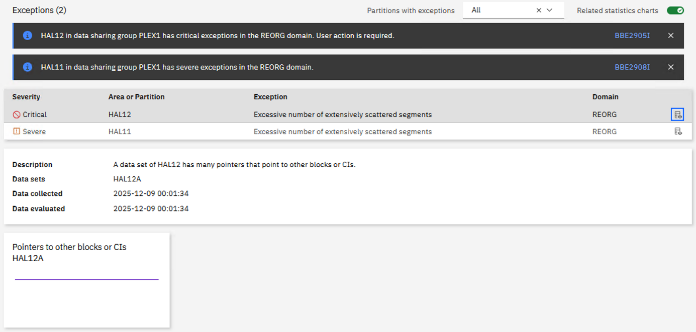 Exceptions (2)
Partitions with exceptions
All
Related statistics charts
HAL12 in data sharing group PLEX1 has critical exceptions in the REORG domain. User action is required.
BBE2905I
HAL11 in data sharing group PLEX1 has severe exceptions in the REORG domain.
BBE2908I
Severity Area or Partition Exception Domain
Critical HAL12 Excessive number of extensively scattered segments REORG
Severe HAL11 Excessive number of extensively scattered segments REORG
Description A data set of HAL12 has many pointers that point to other blocks or CIs.
Data sets HAL12A
Data collected 2025-12-09 00:01:34
Data evaluated 2025-12-09 00:01:34
Pointers to other blocks or CIs
HAL12A